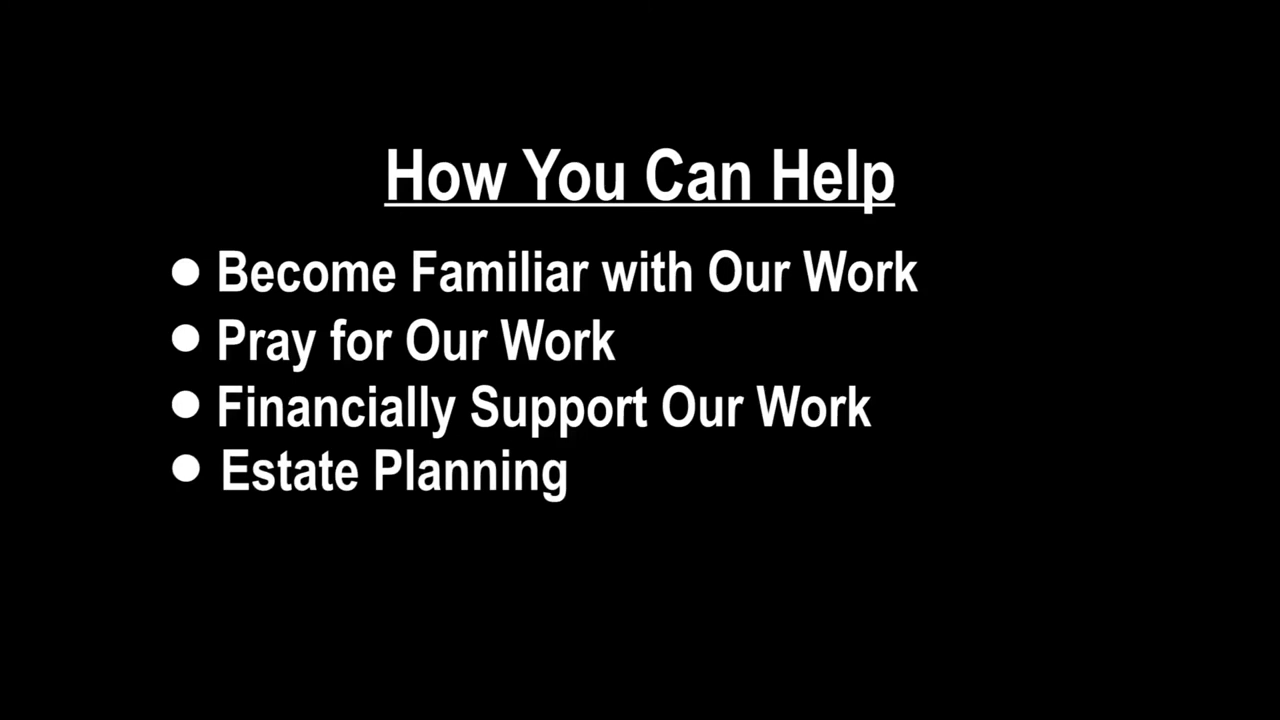 How You Can Help
● Become Familiar with Our Work
● Pray for Our Work
● Financially Support Our Work
● Estate Planning